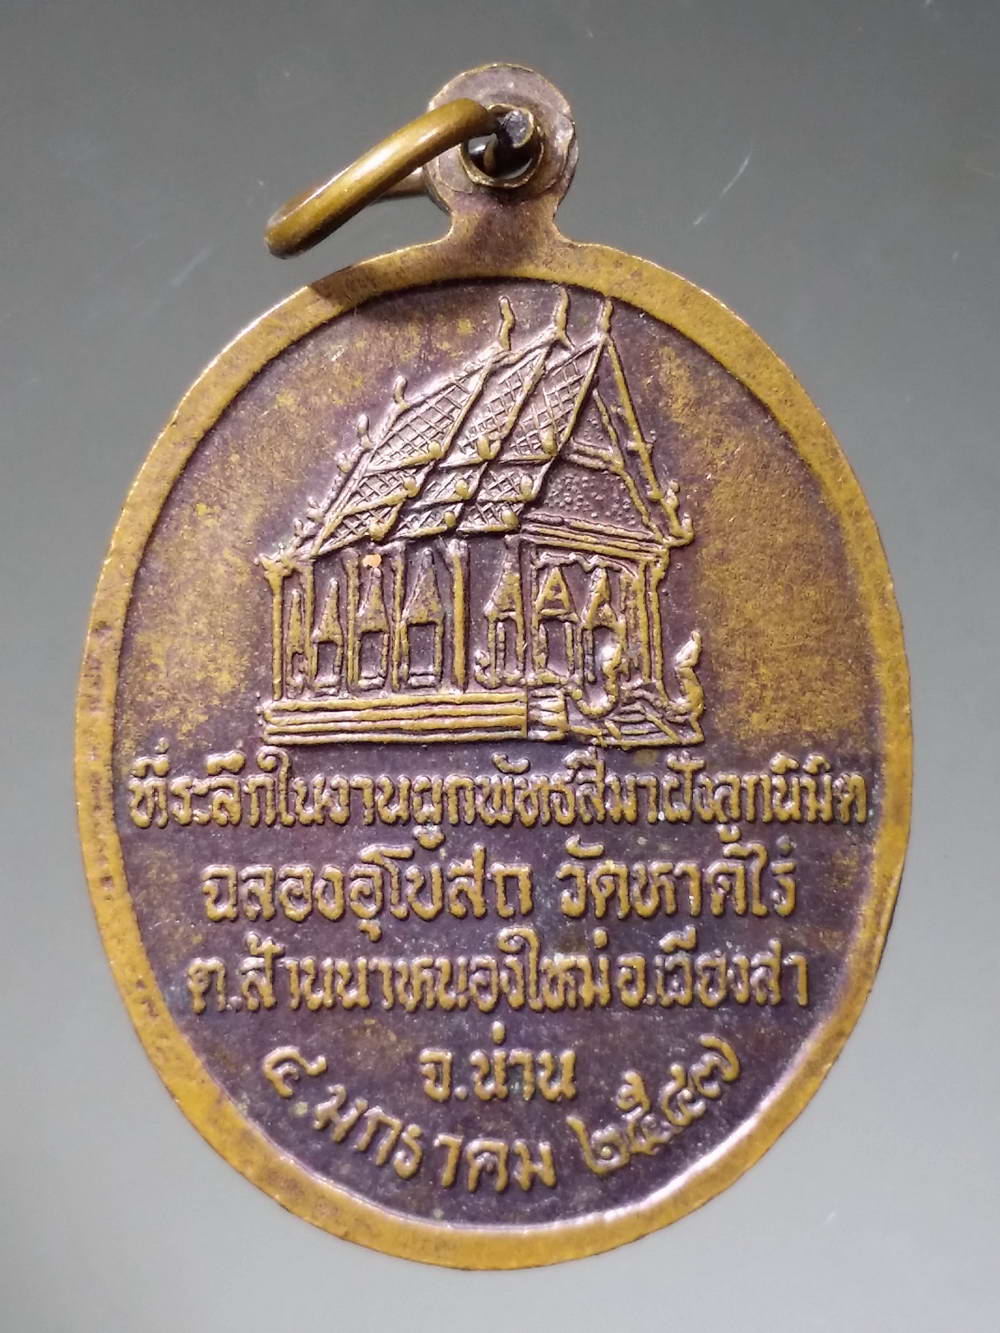 ที่ระลึกในงานผูกพัทธสีมาฝังลูกนิมิต
ฉลองอุโบสถ วัดหาดไร่
ต.ส้านนาหนองใหม่ อ.เวียงสา
จ.น่าน
๔ มกราคม ๒๕๔๗